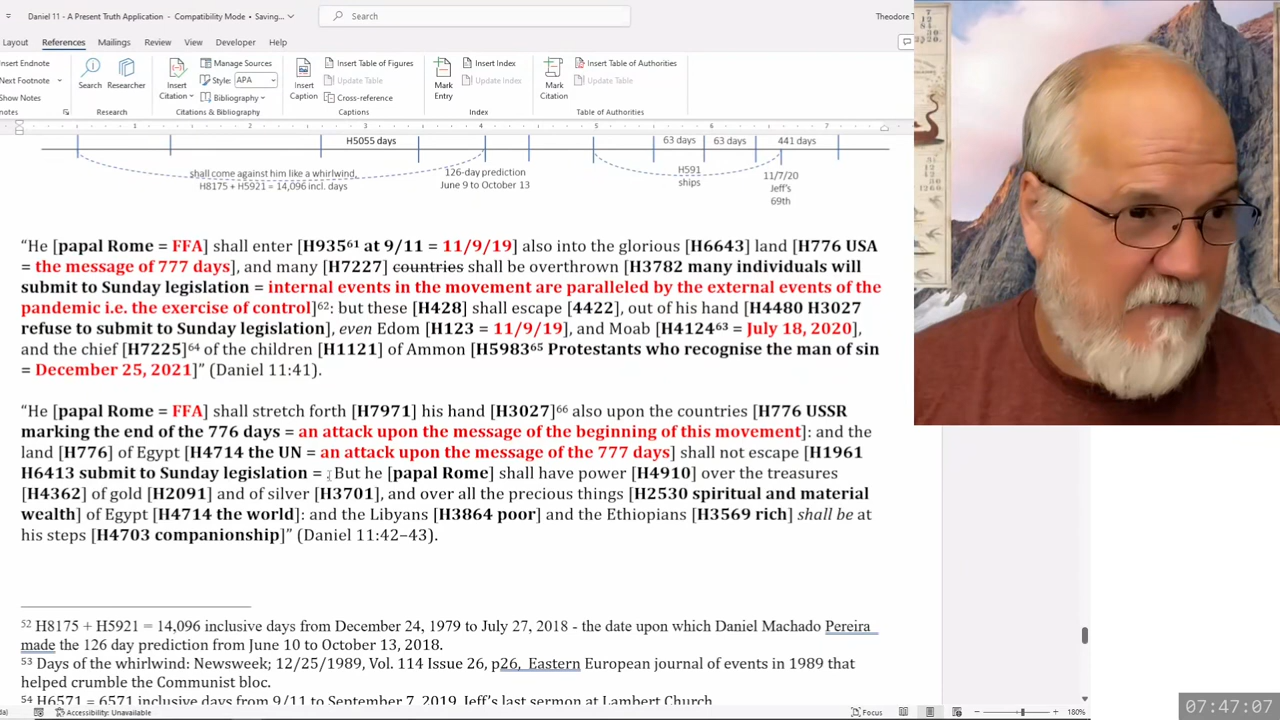 Daniel 11 - A Present Truth Application - Compatibility Mode • Saving...
Search
Theodore T
Layout References Mailings Review View Developer Help
nsert Endnote
Next Footnote
Show Notes
Search
Researcher
Research
Insert Citation
Manage Sources
Style: APA
Bibliography
Citations & Bibliography
Insert Caption
Insert Table of Figures
Update Table
Cross-reference
Captions
Mark Entry
Insert Index
Update Index
Index
Mark Citation
Insert Table of Authorities
Update Table
Table of Authorities
1 2 3 4 5 6 7
H5055 days
63 days 63 days 441 days
shall come against him like a whirlwind,
H8175 + H5921 = 14,096 incl. days
126-day prediction
June 9 to October 13
H591
ships
11/7/20
Jeff's
69th
“He [papal Rome = FFA] shall enter [H935⁶¹ at 9/11 = 11/9/19] also into the glorious [H6643] land [H776 USA
= the message of 777 days], and many [H7227] countries shall be overthrown [H3782 many individuals will
submit to Sunday legislation = internal events in the movement are paralleled by the external events of the
pandemic i.e. the exercise of control]⁶²: but these [H428] shall escape [4422], out of his hand [H4480 H3027
refuse to submit to Sunday legislation], even Edom [H123 = 11/9/19], and Moab [H4124⁶³ = July 18, 2020],
and the chief [H7225]⁶⁴ of the children [H1121] of Ammon [H5983⁶⁵ Protestants who recognise the man of sin
= December 25, 2021]” (Daniel 11:41).
“He [papal Rome = FFA] shall stretch forth [H7971] his hand [H3027]⁶⁶ also upon the countries [H776 USSR
marking the end of the 776 days = an attack upon the message of the beginning of this movement]: and the
land [H776] of Egypt [H4714 the UN = an attack upon the message of the 777 days] shall not escape [H1961
H6413 submit to Sunday legislation = . But he [papal Rome] shall have power [H4910] over the treasures
[H4362] of gold [H2091] and of silver [H3701], and over all the precious things [H2530 spiritual and material
wealth] of Egypt [H4714 the world]: and the Libyans [H3864 poor] and the Ethiopians [H3569 rich] shall be at
his steps [H4703 companionship]” (Daniel 11:42–43).
⁵² H8175 + H5921 = 14,096 inclusive days from December 24, 1979 to July 27, 2018 - the date upon which Daniel Machado Pereira
made the 126 day prediction from June 10 to October 13, 2018.
⁵³ Days of the whirlwind: Newsweek; 12/25/1989, Vol. 114 Issue 26, p26, Eastern European journal of events in 1989 that
helped crumble the Communist bloc.
⁵⁴ H6571 = 6571 inclusive days from 9/11 to September 7, 2019, Jeff's last sermon at Lambert Church
Accessibility: Unavailable
Focus
180%
07:47:07